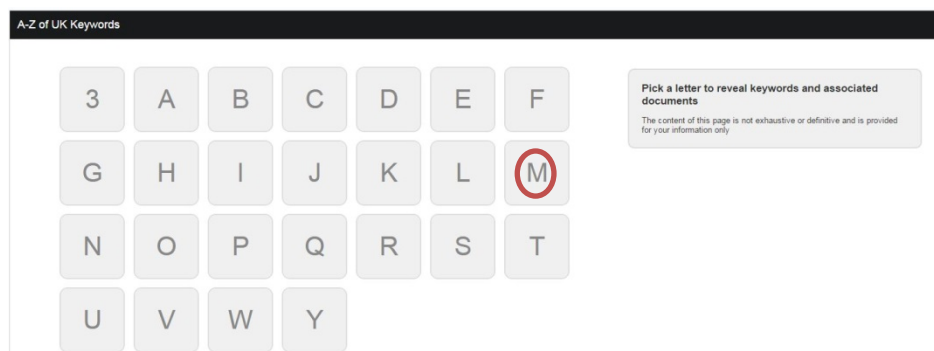 A-Z of UK Keywords
3 A B C D E F
Pick a letter to reveal keywords and associated
documents
The content of this page is not exhaustive or definitive and is provided
for your information only
G H I J K L M
N O P Q R S T
U V W Y